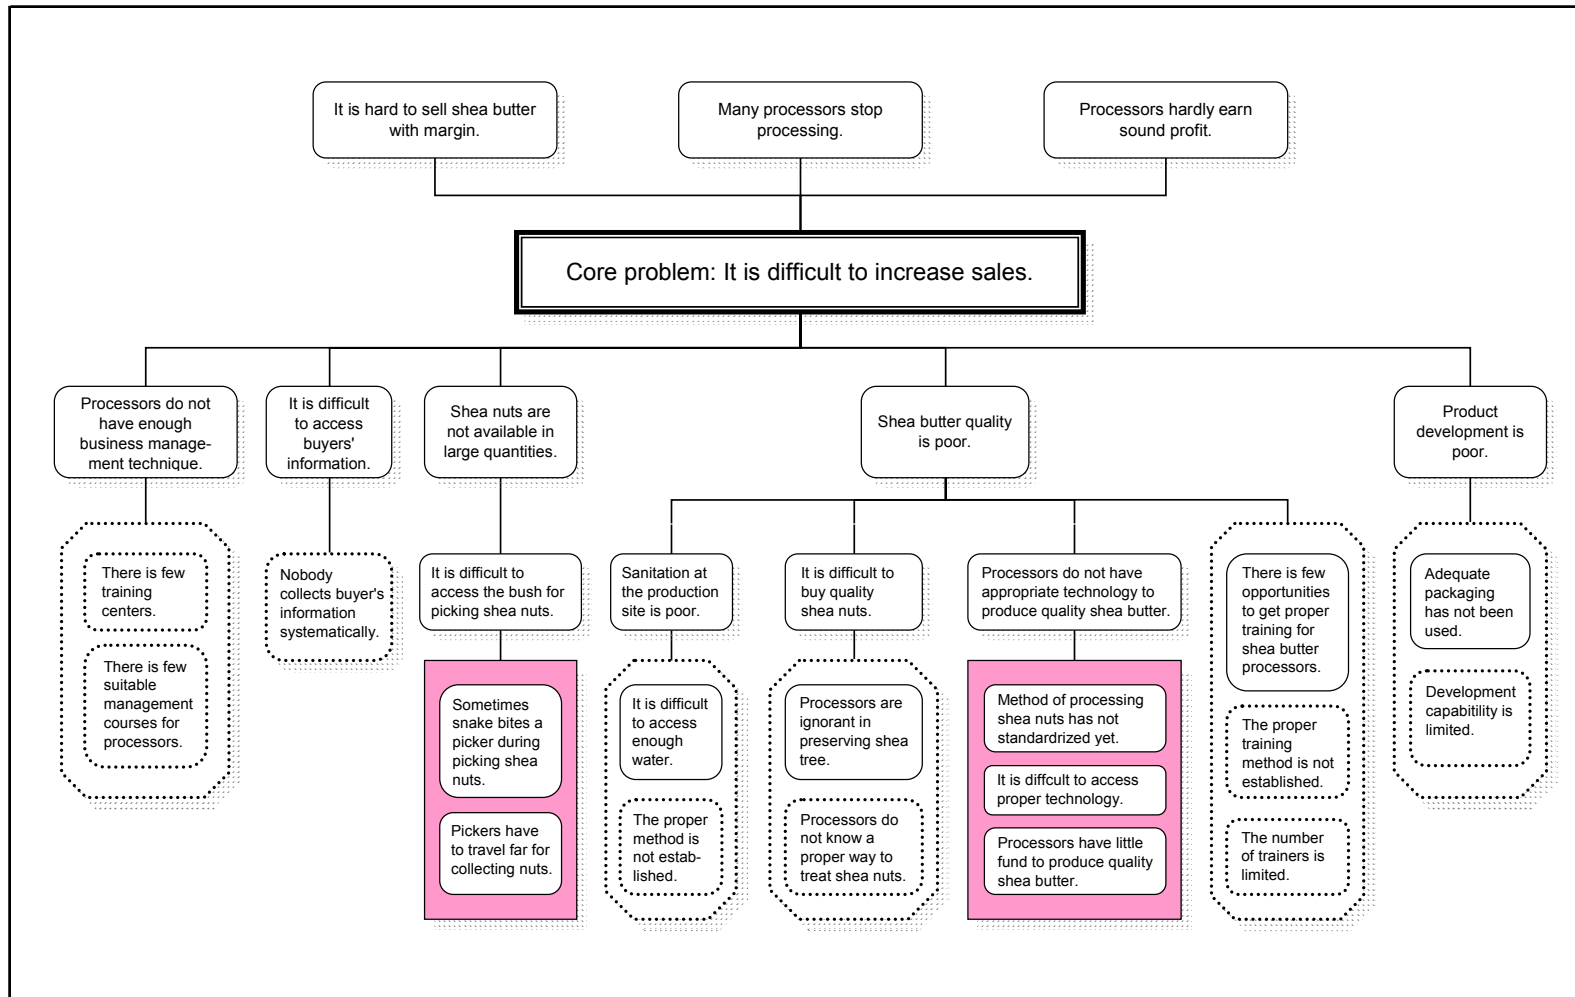 It is hard to sell shea butter
with margin.
Many processors stop
processing.
Processors hardly earn
sound profit.
Core problem: It is difficult to increase sales.
Processors do not
have enough
business manage-
ment technique.
It is difficult
to access
buyers'
information.
Shea nuts are
not available in
large quantities.
Shea butter quality
is poor.
Product
development is
poor.
There is few
training
centers.
There is few
suitable
management
courses for
processors.
Nobody
collects buyer's
information
systematically.
It is difficult to
access the bush for
picking shea nuts.
Sometimes
snake bites a
picker during
picking shea
nuts.
Pickers have
to travel far for
collecting nuts.
Sanitation at
the production
site is poor.
It is difficult
to access
enough
water.
The proper
method is
not estab-
lished.
It is difficult to
buy quality
shea nuts.
Processors are
ignorant in
preserving shea
tree.
Processors do
not know a
proper way to
treat shea nuts.
Processors do not have
appropriate technology to
produce quality shea butter.
Method of processing
shea nuts has not
standardrized yet.
It is diffcult to access
proper technology.
Processors have little
fund to produce quality
shea butter.
There is few
opportunities
to get proper
training for
shea butter
processors.
The proper
training
method is not
established.
The number
of trainers is
limited.
Adequate
packaging
has not been
used.
Development
capabitility is
limited.